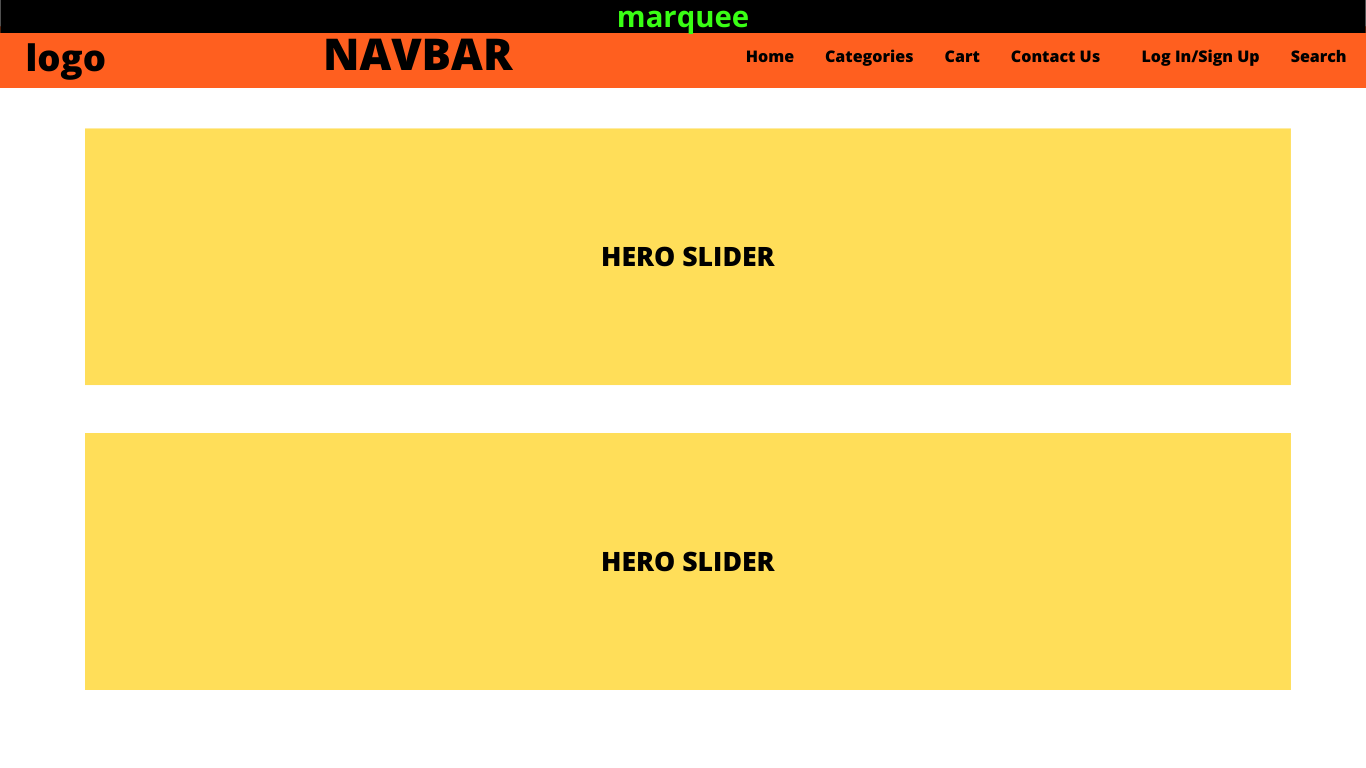 marquee
logo NAVBAR Home Categories Cart Contact Us Log In/Sign Up Search
HERO SLIDER
HERO SLIDER